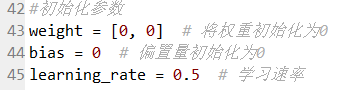 42 #初始化参数
43 weight = [0, 0]  # 将权重初始化为0
44 bias = 0  # 偏置量初始化为0
45 learning_rate = 0.5  # 学习速率